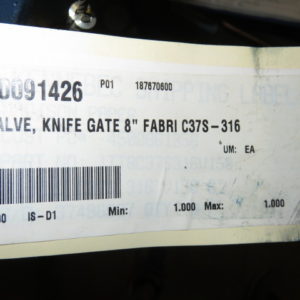 0091426 P01 187670600
ALVE, KNIFE GATE 8" FABRI C37S-316
UM: EA
00 IS-D1 Min: 1.000 Max: 1.000